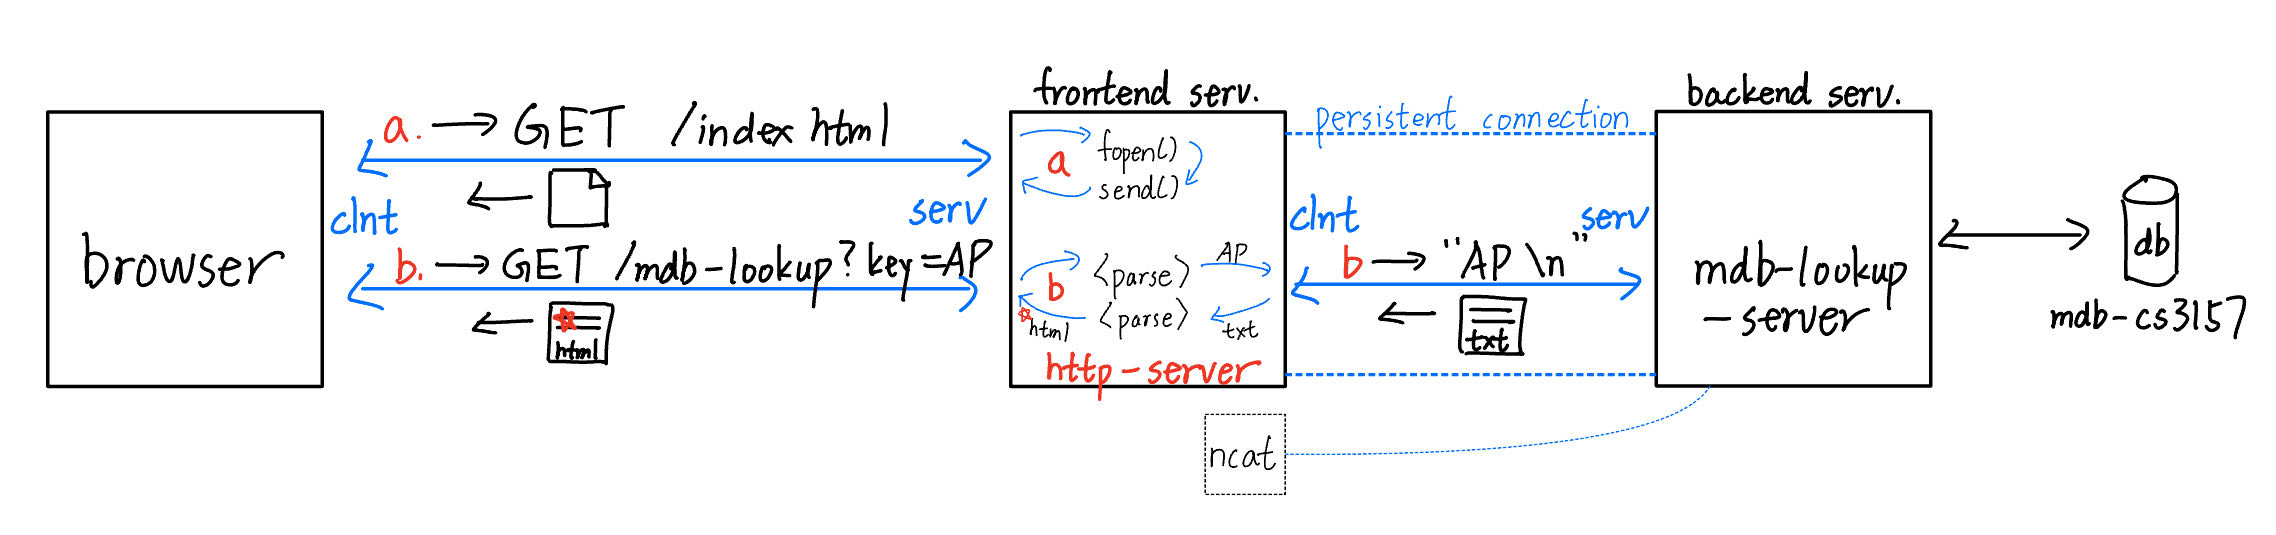 browser
a. → GET /index html
clnt
serv
b. → GET /mdb-lookup?key=AP
html
frontend serv.
a
fopen()
send()
b
<parse>
AP
<parse>
html
txt
http-server
persistent connection
clnt
serv
b → "AP \n"
txt
backend serv.
mdb-lookup
-server
db
mdb-cs3157
ncat